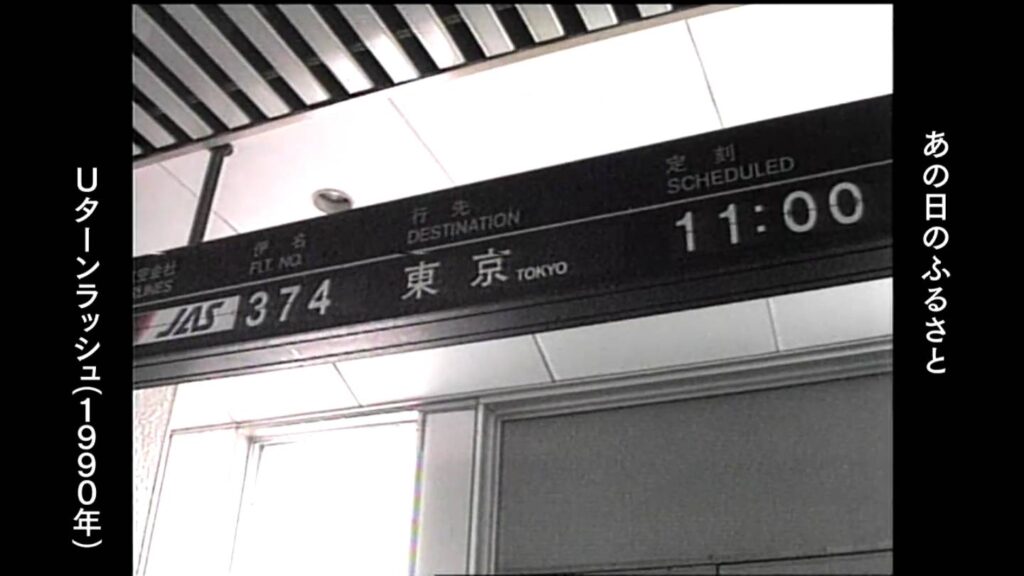 あの日のふるさと
定刻
SCHEDULED
11:00
行先
DESTINATION
東京 TOKYO
便名
FLT. NO.
374
JAS
Uターンラッシュ(1990年)